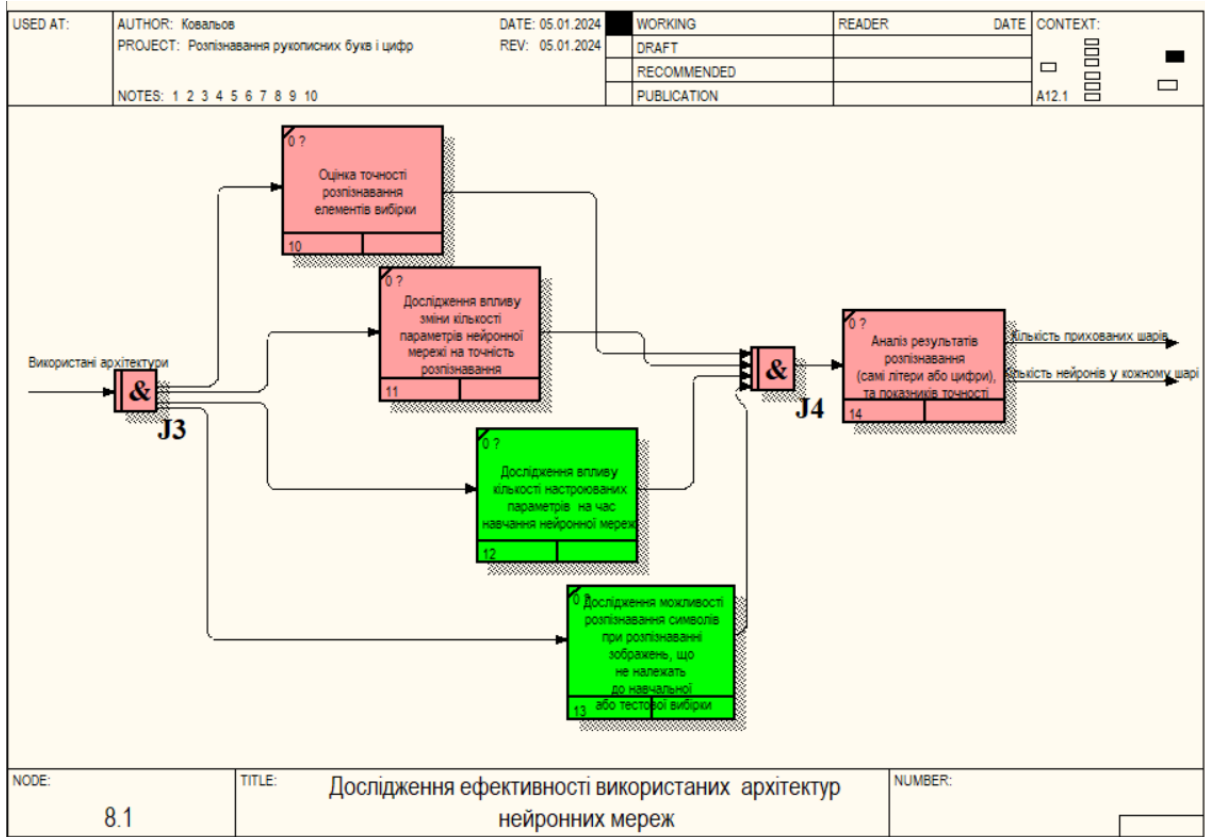 USED AT:
AUTHOR: Ковальов
DATE: 05.01.2024
PROJECT: Розпізнавання рукописних букв і цифр
REV: 05.01.2024
NOTES: 1 2 3 4 5 6 7 8 9 10
WORKING
DRAFT
RECOMMENDED
PUBLICATION
READER
DATE
CONTEXT:
A12.1
0 ?
Оцінка точності
розпізнавання
елементів вибірки
10
0 ?
Дослідження впливу
зміни кількості
параметрів нейронної
мережі на точність
розпізнавання
11
Використані архітектури
&
J3
0 ?
Дослідження впливу
кількості настроюваних
параметрів на час
навчання нейронної мереж
12
0 ?
Дослідження можливості
розпізнавання символів
при розпізнаванні
зображень, що
не належать
до навчальної
або тестової вибірки
13
&
J4
0 ?
Аналіз результатів
розпізнавання
(самі літери або цифри),
та показників точності
14
Кількість прихованих шарів
Кількість нейронів у кожному шарі
NODE:
8.1
TITLE:
Дослідження ефективності використаних архітектур
нейронних мереж
NUMBER: